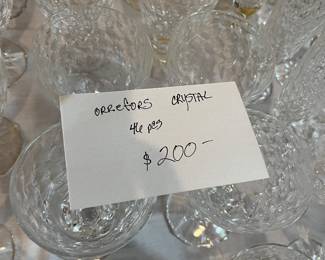 ORREFORS CRYSTAL
46 pcs
$200-